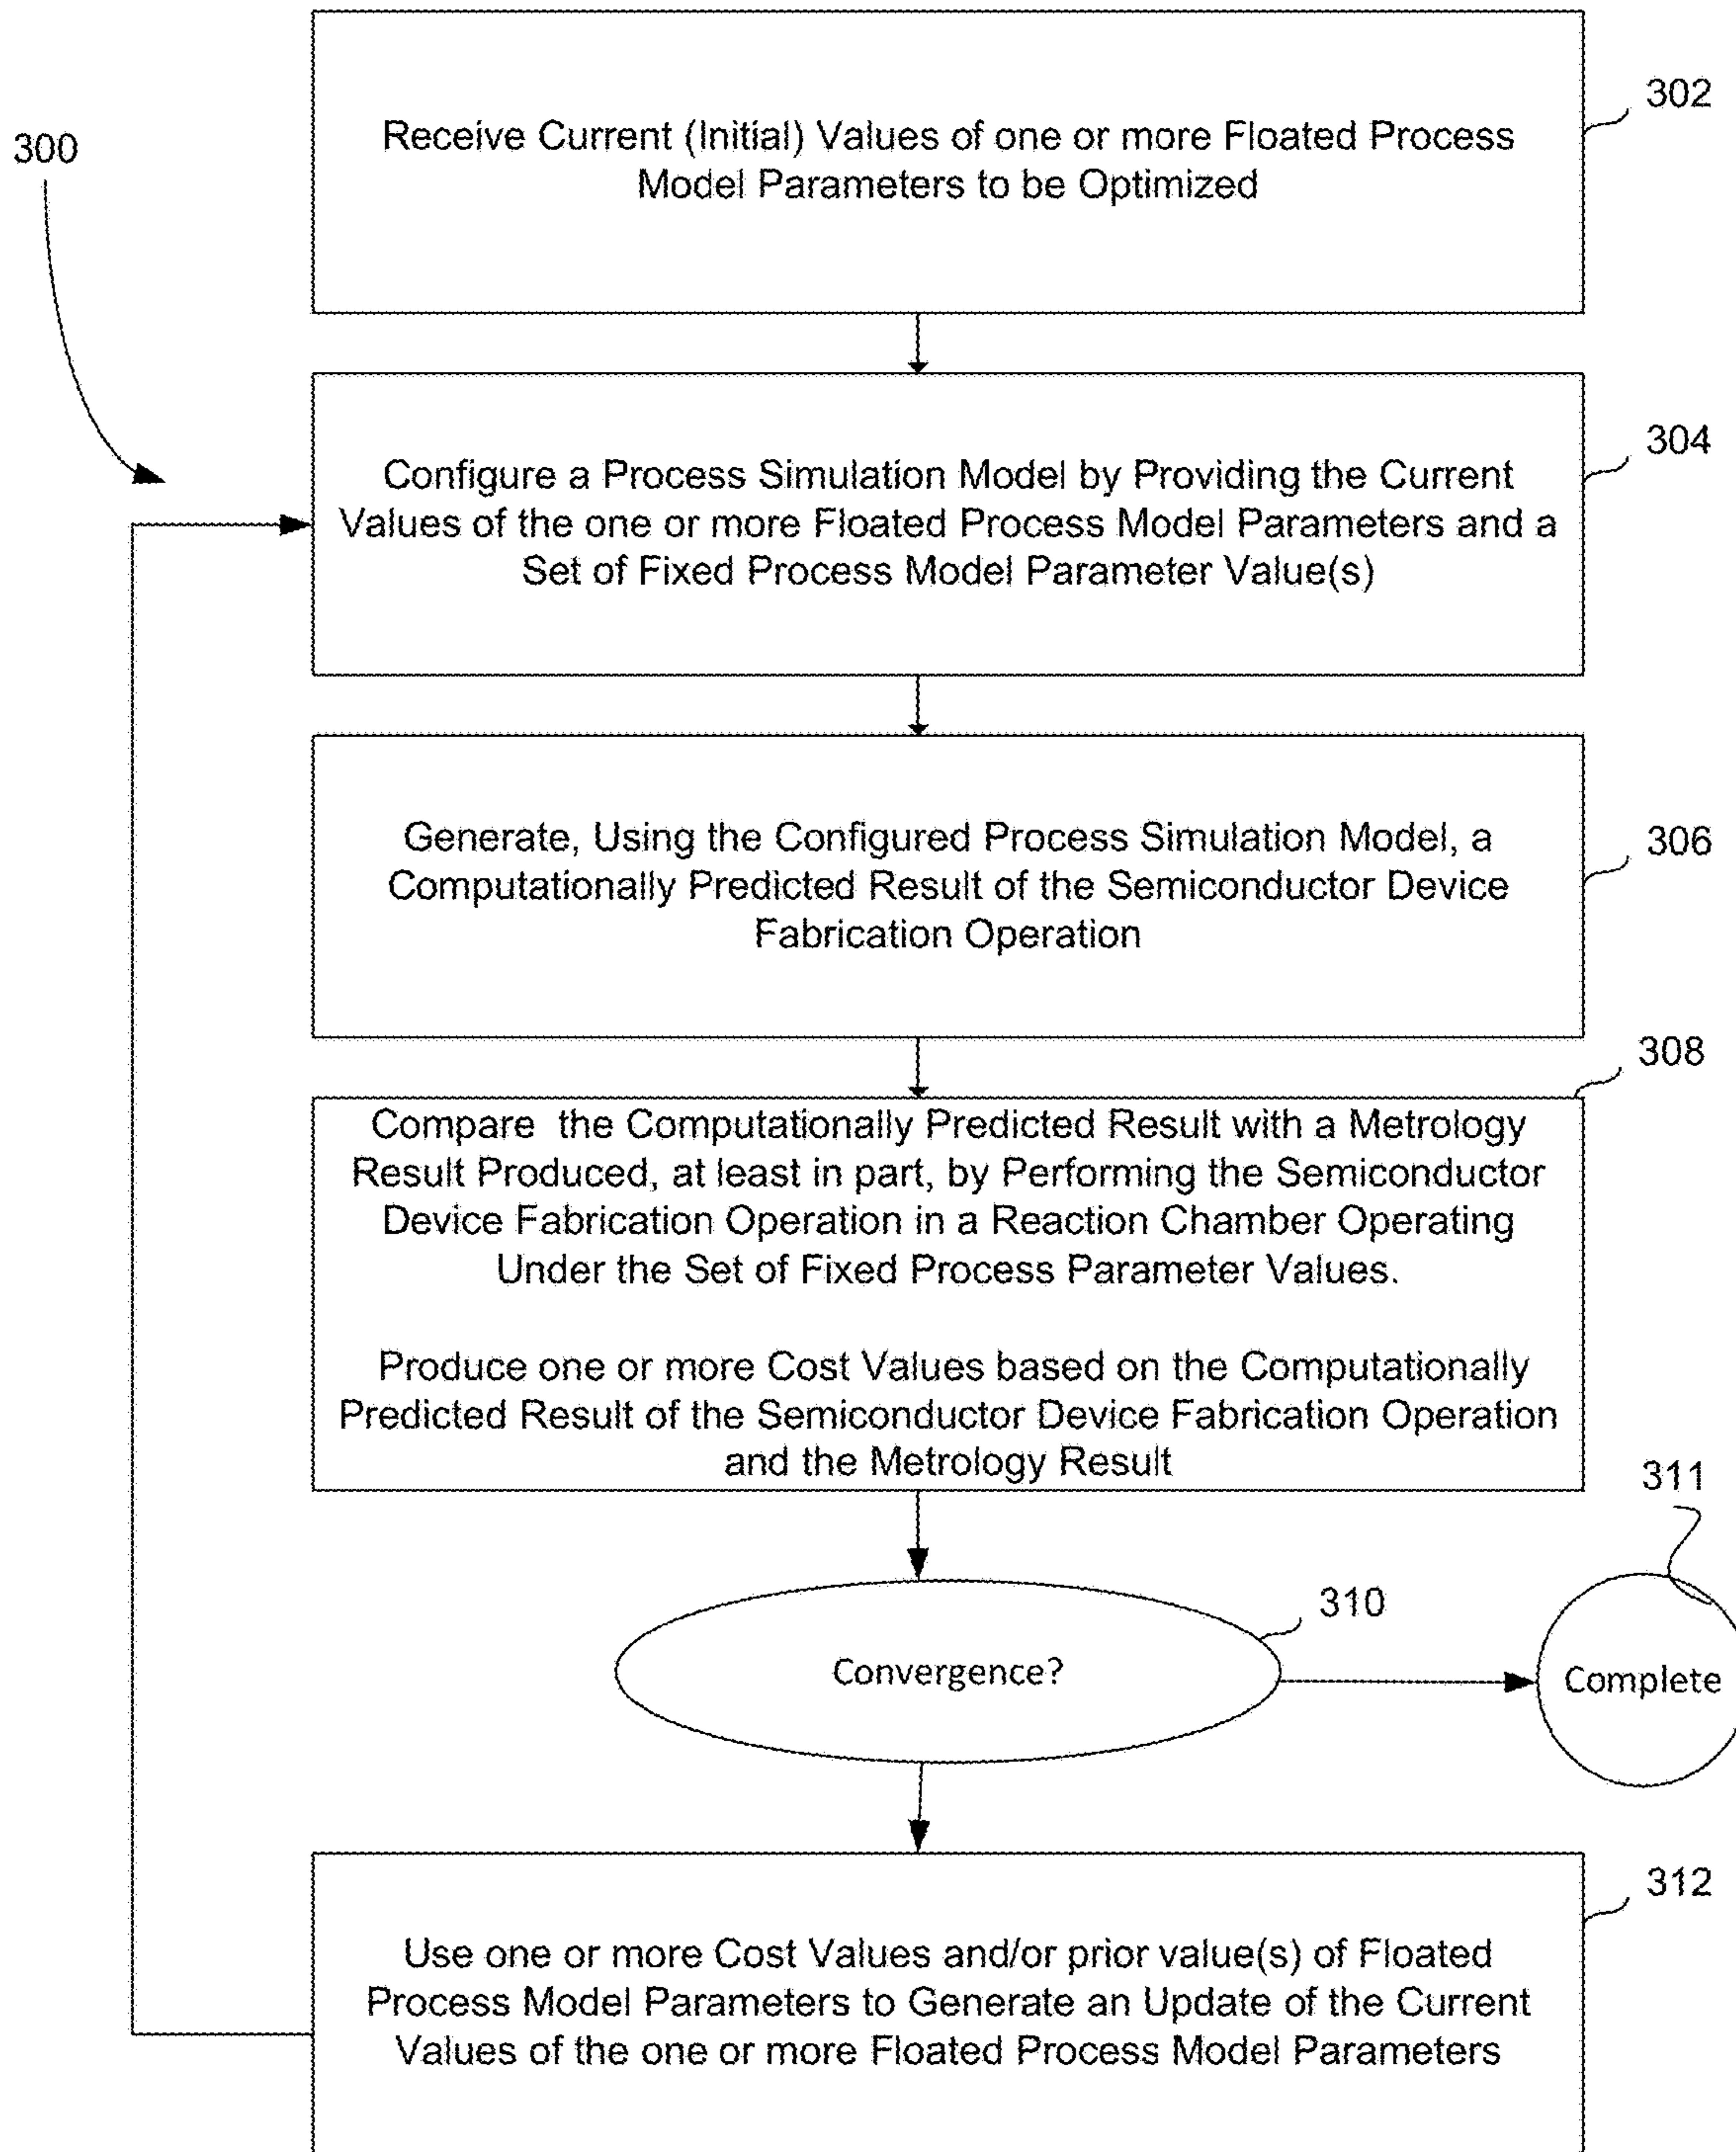 302
Receive Current (Initial) Values of one or more Floated Process
Model Parameters to be Optimized
300
304
Configure a Process Simulation Model by Providing the Current
Values of the one or more Floated Process Model Parameters and a
Set of Fixed Process Model Parameter Value(s)
306
Generate, Using the Configured Process Simulation Model, a
Computationally Predicted Result of the Semiconductor Device
Fabrication Operation
308
Compare the Computationally Predicted Result with a Metrology
Result Produced, at least in part, by Performing the Semiconductor
Device Fabrication Operation in a Reaction Chamber Operating
Under the Set of Fixed Process Parameter Values.
Produce one or more Cost Values based on the Computationally
Predicted Result of the Semiconductor Device Fabrication Operation
and the Metrology Result
311
310
Convergence?
Complete
312
Use one or more Cost Values and/or prior value(s) of Floated
Process Model Parameters to Generate an Update of the Current
Values of the one or more Floated Process Model Parameters